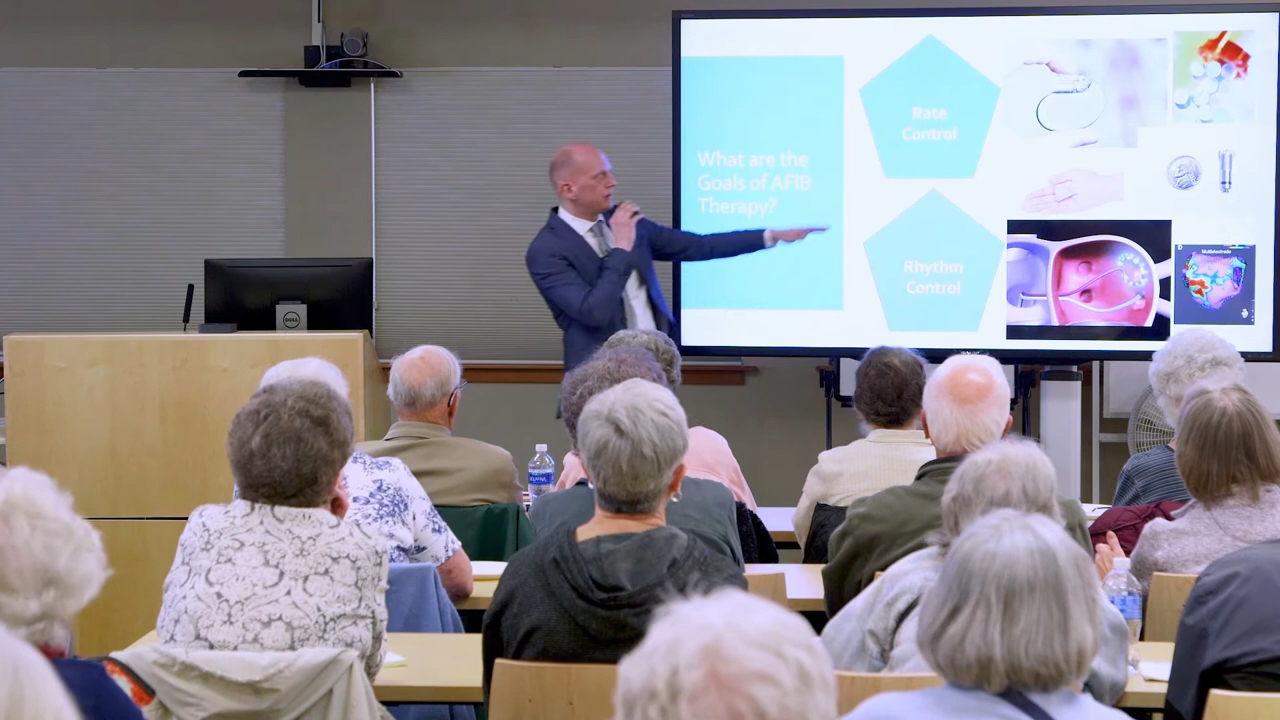 What are the
Goals of AFIB
Therapy?
Rate
Control
Rhythm
Control
DELL